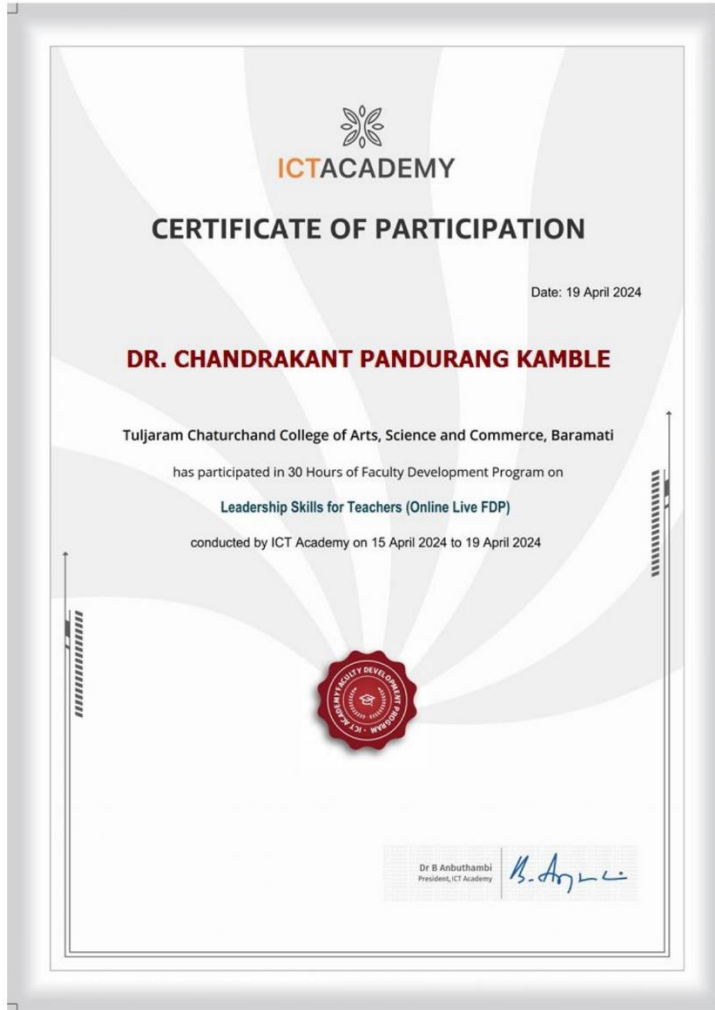 ICTACADEMY
CERTIFICATE OF PARTICIPATION
Date: 19 April 2024
DR. CHANDRAKANT PANDURANG KAMBLE
Tuljaram Chaturchand College of Arts, Science and Commerce, Baramati
has participated in 30 Hours of Faculty Development Program on
Leadership Skills for Teachers (Online Live FDP)
conducted by ICT Academy on 15 April 2024 to 19 April 2024
ICT ACADEMY FACULTY DEVELOPMENT PROGRAM
Dr B Anbuthambi
President, ICT Academy